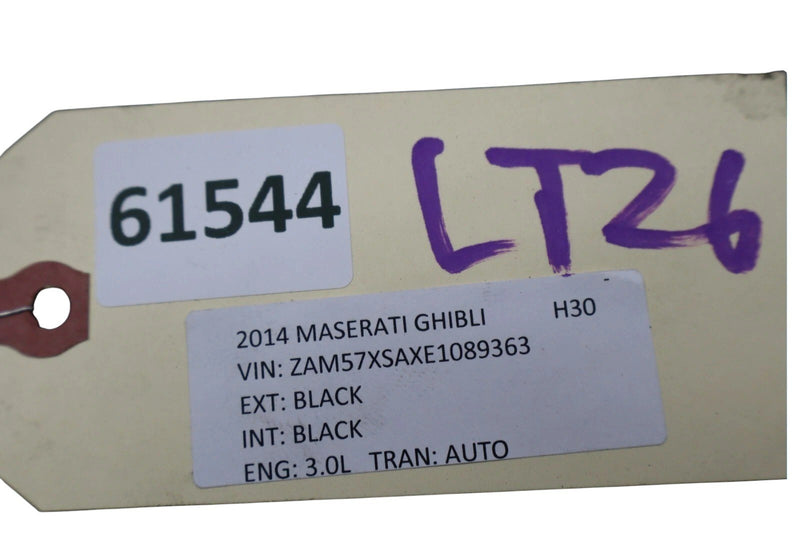 61544
LT26
2014 MASERATI GHIBLI H30
VIN: ZAM57XSAXE1089363
EXT: BLACK
INT: BLACK
ENG: 3.0L TRAN: AUTO